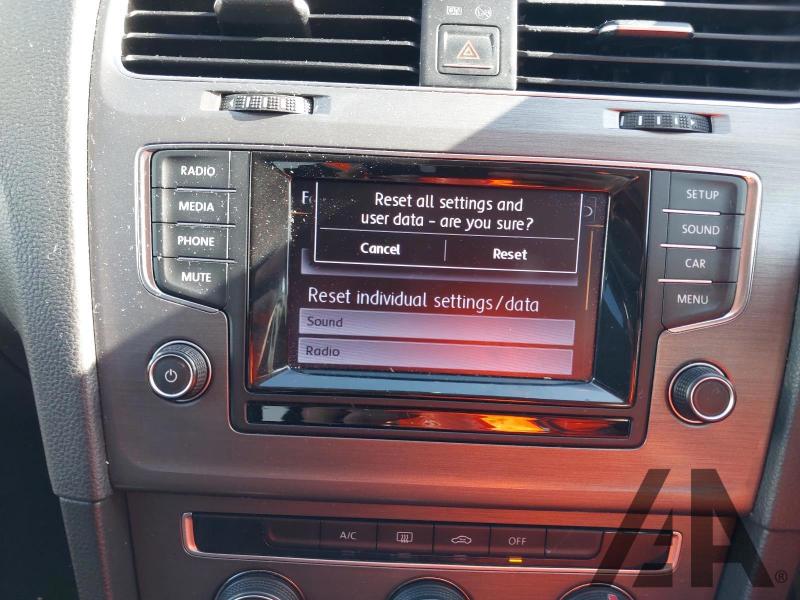 RADIO
MEDIA
PHONE
MUTE
Reset all settings and
user data - are you sure?
Cancel
Reset
Reset individual settings/data
Sound
Radio
SETUP
SOUND
CAR
MENU
A/C
OFF
®